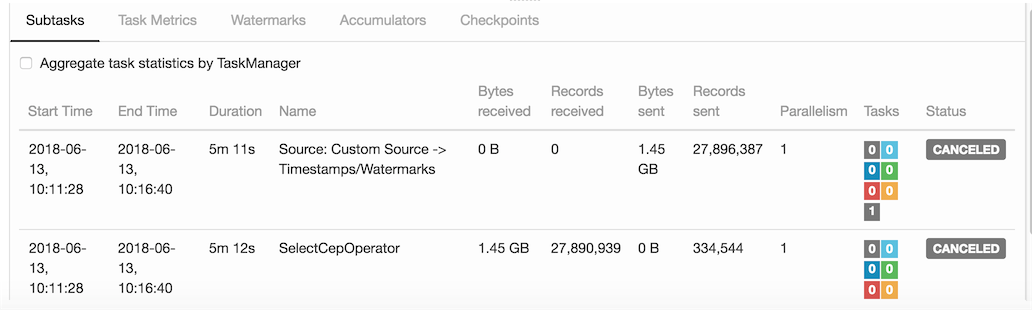 Subtasks Task Metrics Watermarks Accumulators Checkpoints
Aggregate task statistics by TaskManager
Start Time End Time Duration Name Bytes received Records received Bytes sent Records sent Parallelism Tasks Status
2018-06-13, 10:11:28 2018-06-13, 10:16:40 5m 11s Source: Custom Source -> Timestamps/Watermarks 0 B 0 1.45 GB 27,896,387 1 0 0 0 0 0 0 1 CANCELED
2018-06-13, 10:11:28 2018-06-13, 10:16:40 5m 12s SelectCepOperator 1.45 GB 27,890,939 0 B 334,544 1 0 0 0 0 0 0 CANCELED